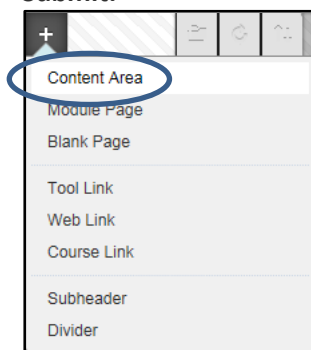 +
Content Area
Module Page
Blank Page
Tool Link
Web Link
Course Link
Subheader
Divider